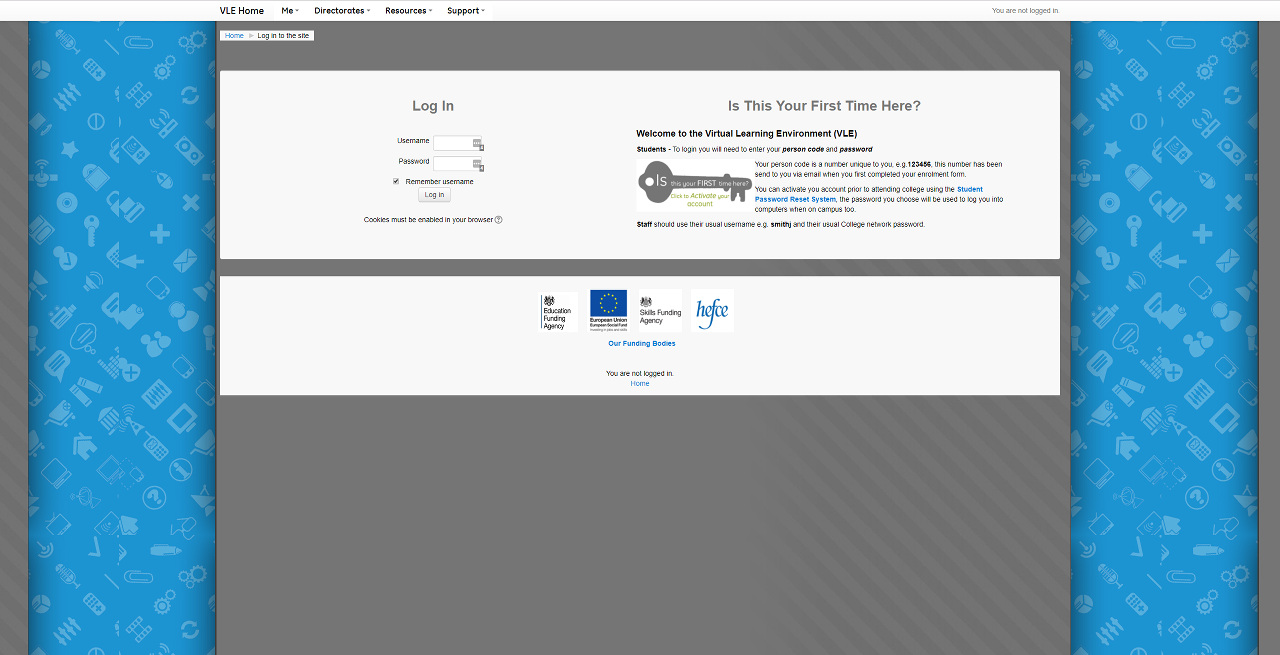 VLE Home Me Directorates Resources Support You are not logged in.
Home Log in to the site
Log In
Username
Password
Remember username
Log in
Cookies must be enabled in your browser
Is This Your First Time Here?
Welcome to the Virtual Learning Environment (VLE)
Students - To login you will need to enter your person code and password
Is this your FIRST time here?
Click to Activate your
account
Your person code is a number unique to you, e.g.123456, this number has been
send to you via email when you first completed your enrolment form.
You can activate you account prior to attending college using the Student
Password Reset System, the password you choose will be used to log you into
computers when on campus too.
Staff should use their usual username e.g. smithj and their usual College network password.
Education
Funding
Agency
European Union
European Social Fund
Investing in jobs and skills
Skills Funding
Agency
hefce
Our Funding Bodies
You are not logged in.
Home